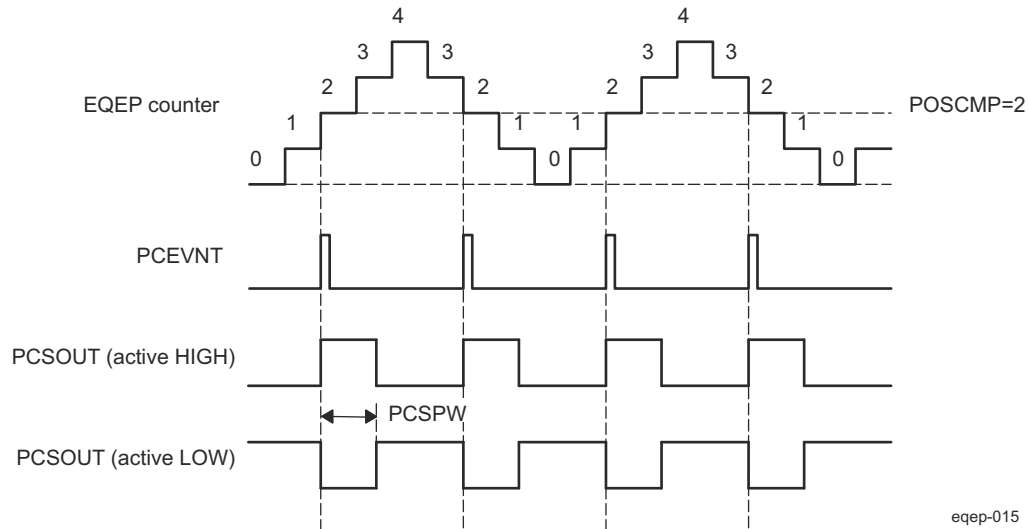 4 4
3 3 3 3
2 2 2 2
EQEP counter POSCMP=2
1 1 1 1
0 0 0
PCEVNT
PCSOUT (active HIGH)
PCSPW
PCSOUT (active LOW)
eqep-015